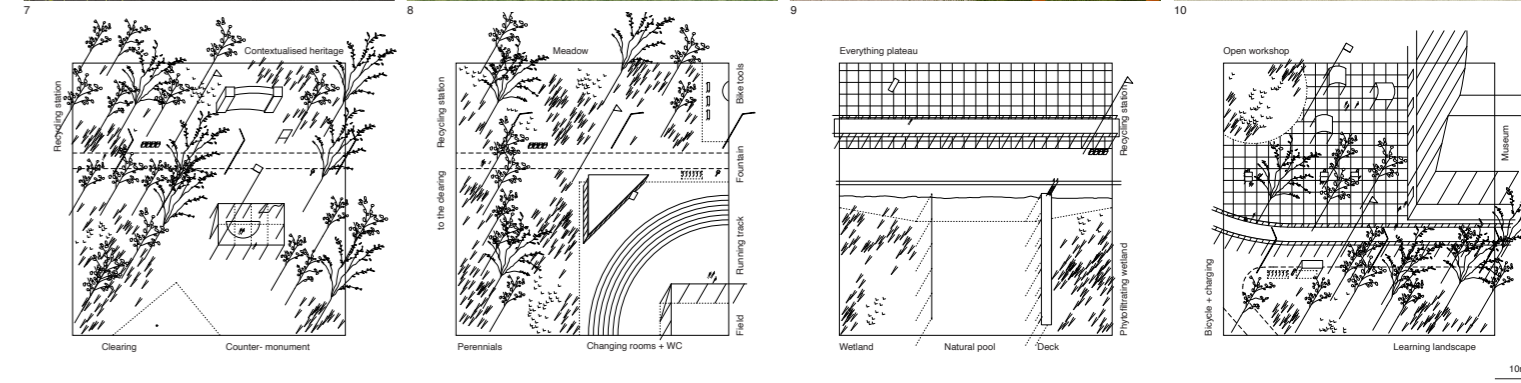 7
Contextualised heritage
Recycling station
Clearing
Counter- monument
8
Meadow
Recycling station
to the clearing
Bike tools
Fountain
Running track
Field
Perennials
Changing rooms + WC
9
Everything plateau
Recycling station
Phytofiltrating wetland
Wetland
Natural pool
Deck
10
Open workshop
Museum
Bicycle + charging
Learning landscape